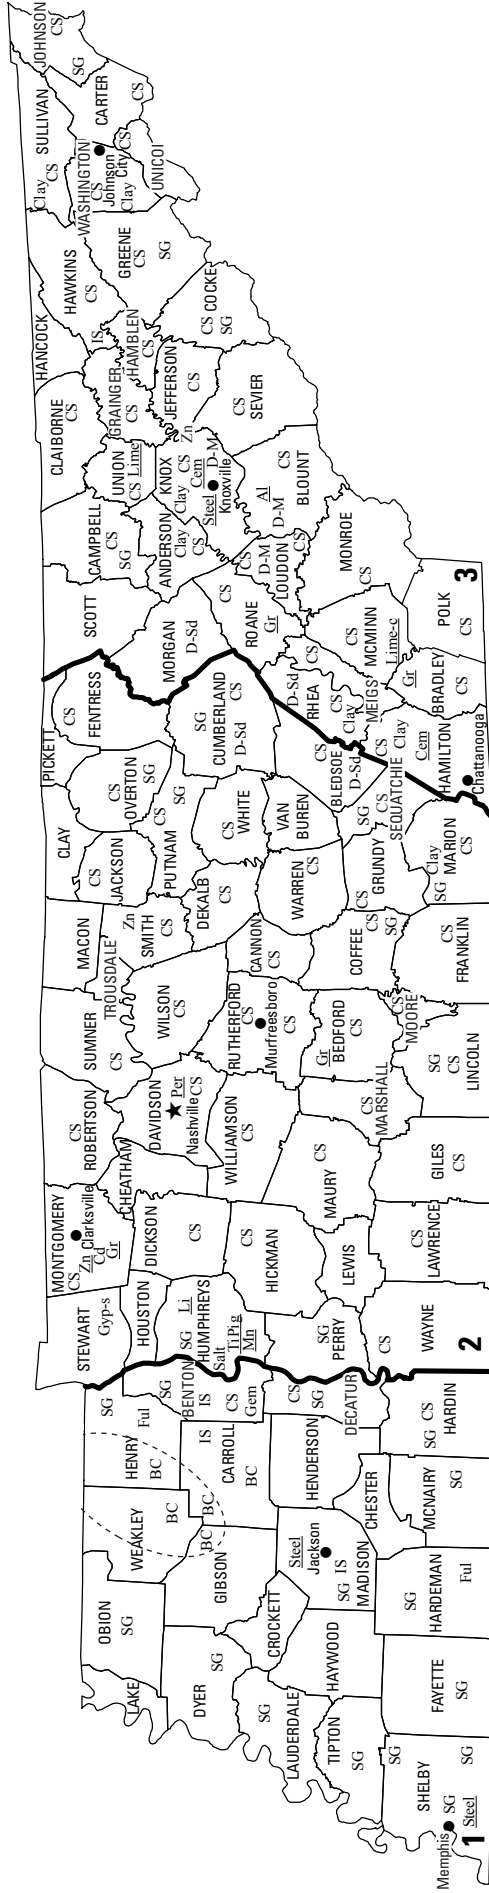 JOHNSON
CS
SG
SULLIVAN
Clay
CS
CARTER
CS
WASHINGTON
CS
Clay
Johnson
City
CS
UNICOI
HAWKINS
CS
GREENE
CS
SG
HANCOCK
IS
HAMBLEN
CS
COCKE
CS
SG
CLAIBORNE
CS
GRAINGER
CS
JEFFERSON
CS
Zn
SEVIER
CS
UNION
CS
Lime
KNOX
Clay
CS
Cem
Steel
D-M
Knoxville
CAMPBELL
CS
SG
ANDERSON
Clay
CS
BLOUNT
Al
D-M
CS
LOUDON
CS
D-M
CS
SCOTT
MORGAN
D-Sd
ROANE
CS
Gr
MONROE
CS
MCMINN
CS
Lime-c
POLK
CS
3
BRADLEY
Gr
CS
MEIGS
CS
RHEA
D-Sd
CS
Clay
HAMILTON
CS
Clay
Cem
Chattanooga
PICKETT
FENTRESS
CS
CUMBERLAND
SG
CS
D-Sd
BLEDSOE
CS
D-Sd
SEQUATCHIE
SG
CS
MARION
Clay
SG
CS
CLAY
OVERTON
CS
SG
JACKSON
CS
PUTNAM
CS
SG
WHITE
CS
VAN
BUREN
WARREN
CS
GRUNDY
CS
MACON
TROUSDALE
SMITH
Zn
CS
DEKALB
CS
CANNON
CS
COFFEE
CS
SG
FRANKLIN
CS
SUMNER
CS
WILSON
CS
RUTHERFORD
CS
Murfreesboro
CS
BEDFORD
Gr
CS
MOORE
CS
LINCOLN
SG
CS
ROBERTSON
CS
DAVIDSON
Per
Nashville
CS
WILLIAMSON
CS
MARSHALL
CS
MAURY
CS
GILES
CS
CHEATHAM
MONTGOMERY
CS
Clarksville
Zn
Cd
Gr
DICKSON
CS
HICKMAN
CS
LEWIS
LAWRENCE
CS
STEWART
Gyp-s
HOUSTON
HUMPHREYS
SG
Li
Salt
TiPig
Mn
PERRY
SG
WAYNE
CS
2
BENTON
SG
IS
CS
Gem
DECATUR
CS
SG
HARDIN
SG
CS
HENRY
SG
Ful
BC
CARROLL
IS
BC
HENDERSON
CHESTER
MCNAIRY
SG
WEAKLEY
BC
BC
GIBSON
BC
MADISON
Steel
Jackson
SG
IS
HARDEMAN
SG
Ful
OBION
SG
LAKE
DYER
SG
CROCKETT
HAYWOOD
LAUDERDALE
SG
TIPTON
SG
FAYETTE
SG
SHELBY
SG
SG
Memphis
SG
Steel
1